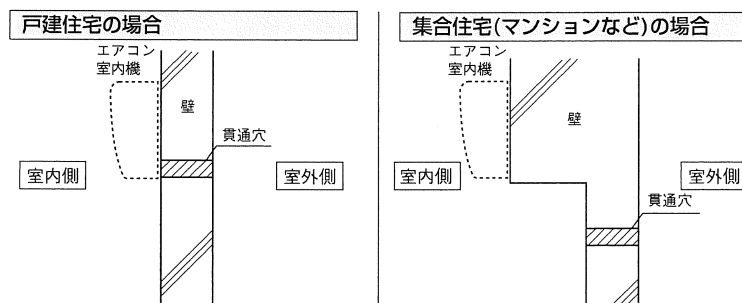 戸建住宅の場合
エアコン
室内機
壁
貫通穴
室内側
室外側
集合住宅(マンションなど)の場合
エアコン
室内機
壁
室内側
室外側
貫通穴